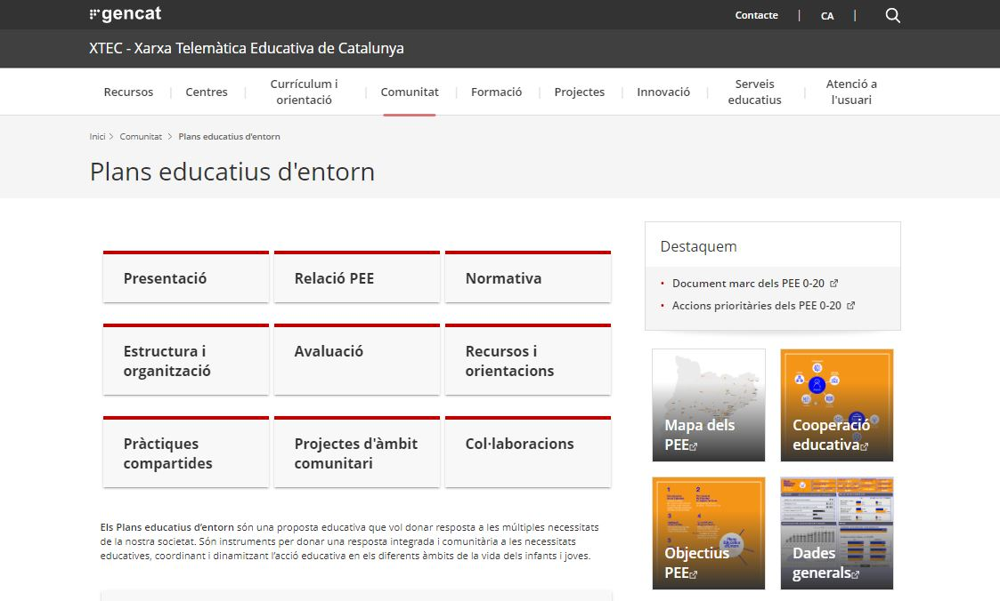 gencat
Contacte | CA |
XTEC - Xarxa Telemàtica Educativa de Catalunya
Recursos
Centres
Currículum i
orientació
Comunitat
Formació
Projectes
Innovació
Serveis
educatius
Atenció a
l'usuari
Inici > Comunitat > Plans educatius d'entorn
Plans educatius d'entorn
Presentació
Relació PEE
Normativa
Estructura i
organització
Avaluació
Recursos i
orientacions
Pràctiques
compartides
Projectes d'àmbit
comunitari
Col·laboracions
Els Plans educatius d’entorn són una proposta educativa que vol donar resposta a les múltiples necessitats
de la nostra societat. Són instruments per donar una resposta integrada i comunitària a les necessitats
educatives, coordinant i dinamitzant l’acció educativa en els diferents àmbits de la vida dels infants i joves.
Destaquem
• Document marc dels PEE 0-20
• Accions prioritàries dels PEE 0-20
Mapa dels
PEE
Cooperació
educativa
1
2
3
4
Objectius
PEE
Dades
generals